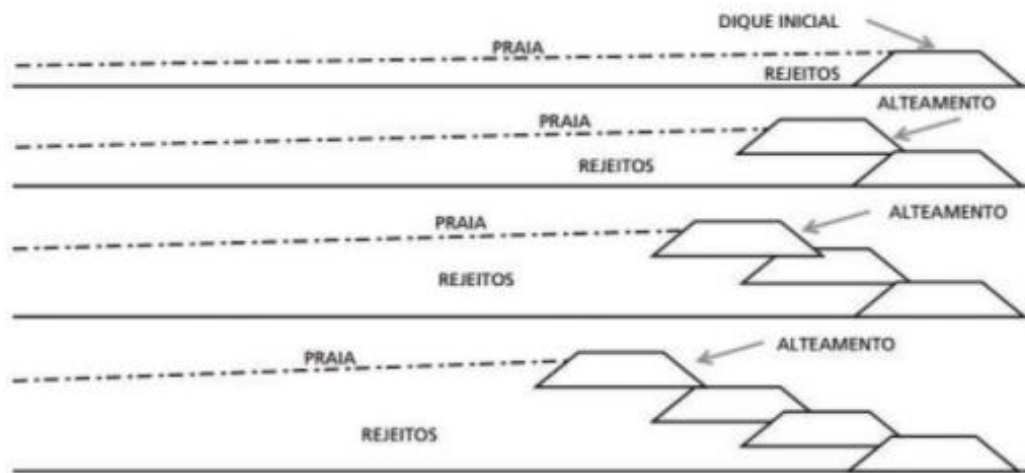 DIQUE INICIAL
PRAIA
REJEITOS
ALTEAMENTO
PRAIA
REJEITOS
ALTEAMENTO
PRAIA
REJEITOS
ALTEAMENTO
PRAIA
REJEITOS